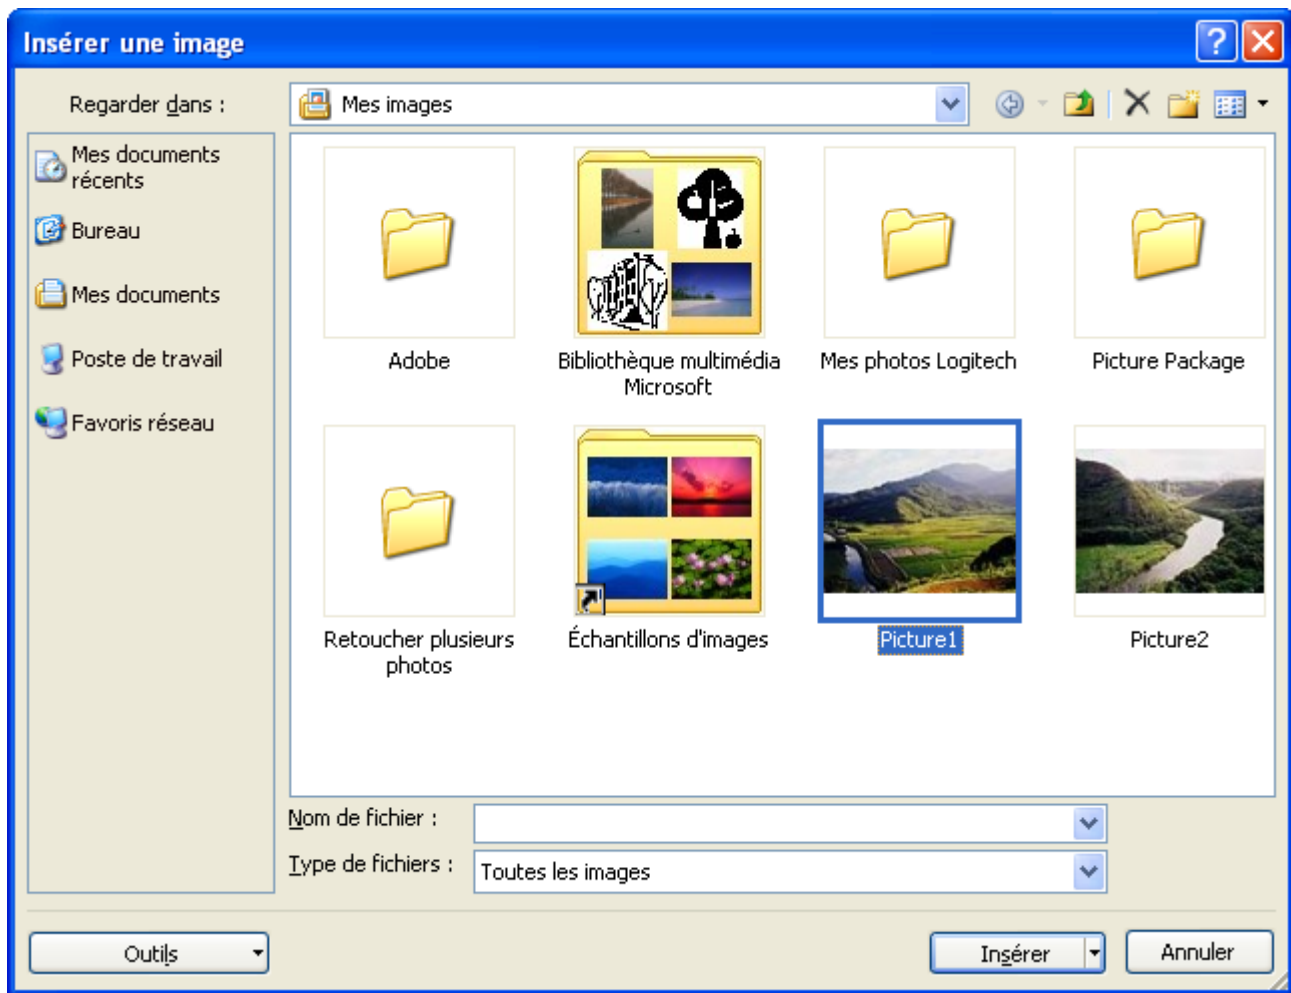 Insérer une image
Regarder dans :
Mes images
Mes documents
récents
Bureau
Mes documents
Poste de travail
Favoris réseau
Adobe
Bibliothèque multimédia
Microsoft
Mes photos Logitech
Picture Package
Retoucher plusieurs
photos
Échantillons d'images
Picture1
Picture2
Nom de fichier :
Type de fichiers :
Toutes les images
Outils
Insérer
Annuler